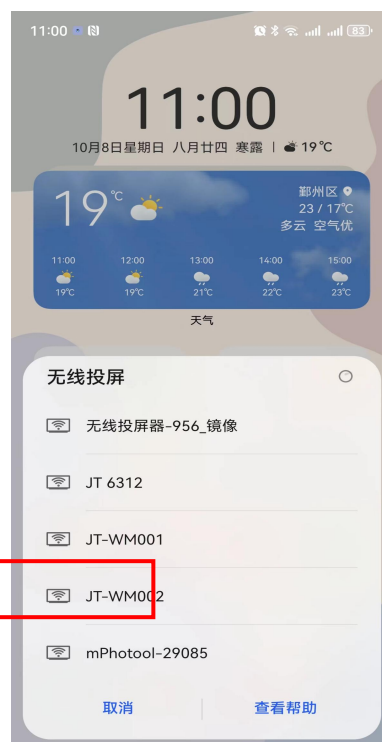 11:00 83
11:00
10月8日星期日 八月廿四 寒露 | 19℃
19℃
鄞州区
23 / 17℃
多云 空气优
11:00 12:00 13:00 14:00 15:00
19℃ 19℃ 21℃ 22℃ 23℃
天气
无线投屏
无线投屏器-956_镜像
JT 6312
JT-WM001
JT-WM002
mPhotool-29085
取消 查看帮助